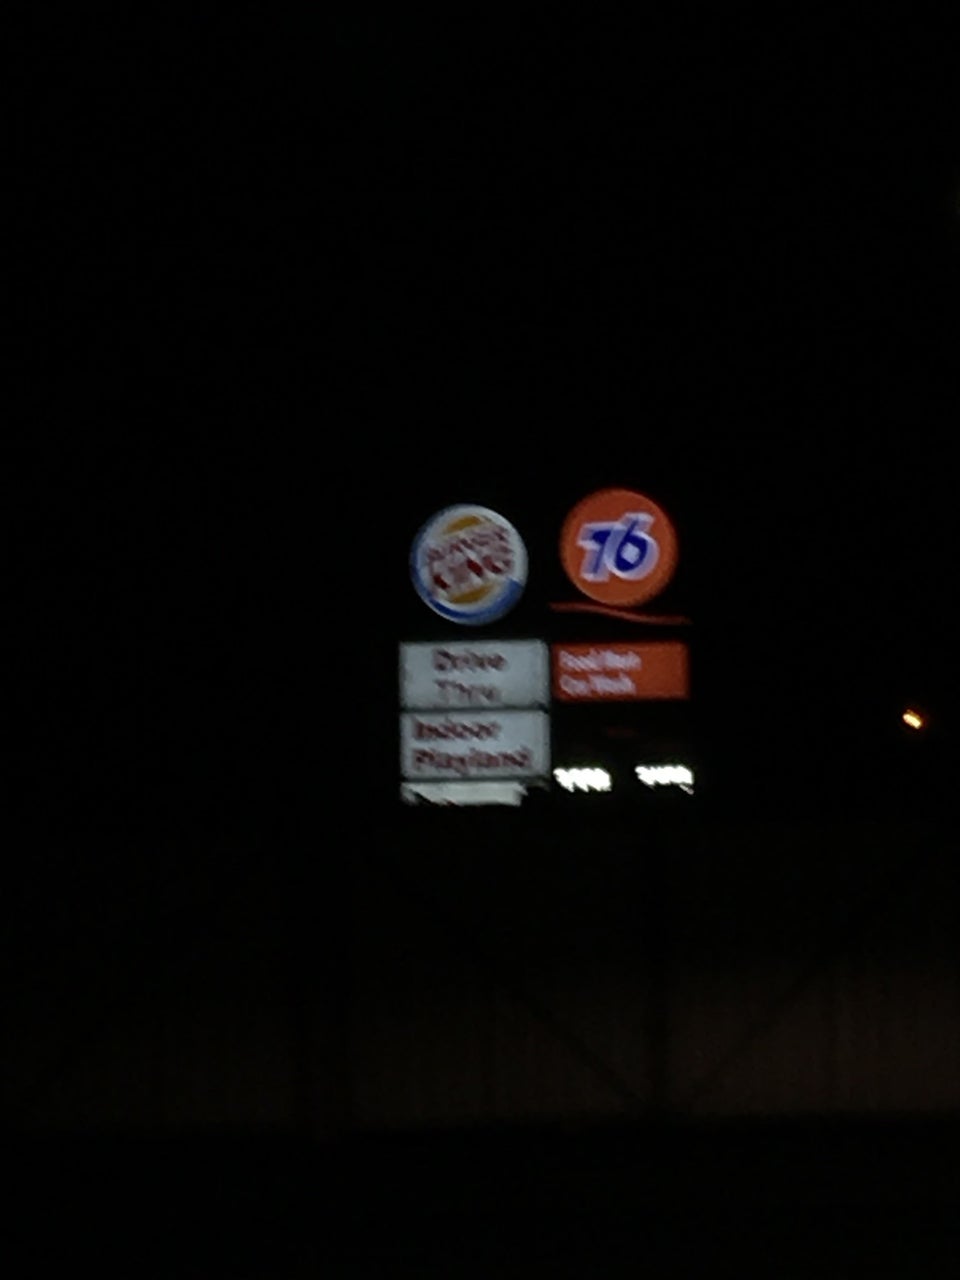 BURGER
KING
76
Drive
Thru
Food Mart
Car Wash
Indoor
Playland